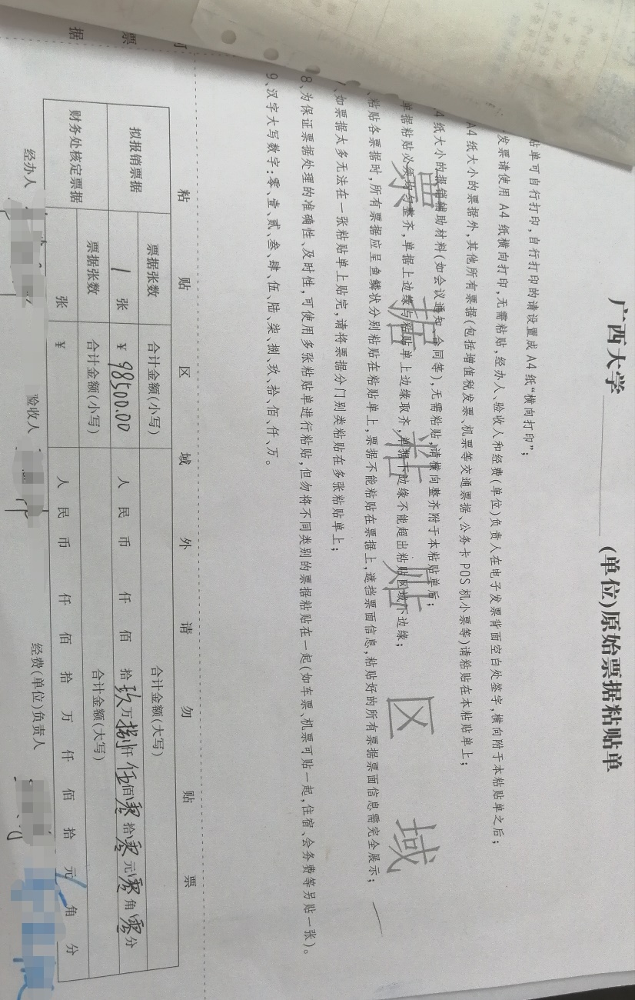 广西大学 (单位)原始票据粘贴单
贴单可自行打印,自行打印的请设置成 A4 纸“横向打印”;
发票请使用 A4 纸横向打印,无需粘贴,经办人、验收人和经费(单位)负责人在电子发票背面空白处签字,横向附于本粘贴单之后;
A4 纸大小的票据外,其他所有票据(包括增值税发票、机票等交通票据、公务卡 POS 机小票等)请粘贴在本粘贴单上;
4 纸大小的报销辅助材料(如会议通知、合同等),无需粘贴,请横向整齐附于本粘贴单后;
单据粘贴必须均匀整齐,单据上边缘与粘贴单上边缘取齐,单据下边缘不能超出粘贴区域下边缘;
票据粘贴区域
、粘贴各票据时,所有票据应呈鱼鳞状分别粘贴在粘贴单上,票据不能粘贴在票据上,遮挡票面信息,粘贴好的所有票据票面信息需完全展示;
7、如票据太多无法在一张粘贴单上贴完,请将票据分门别类粘贴在多张粘贴单上;
8、为保证票据处理的准确性、及时性,可使用多张粘贴单进行粘贴,但勿将不同类别的票据粘贴在一起(如车票、机票可贴一起,住宿、会务费等另贴一张)。
9、汉字大写数字:零、壹、贰、叁、肆、伍、陆、柒、捌、玖、拾、佰、仟、万。
粘贴区域外请勿贴票
拟报销票据 票据张数 合计金额(小写) 合计金额(大写)
1 张 ¥ 98500.00 人民币 仟 佰 拾 玖万 捌仟 伍佰 零拾 零元 零角 零分
财务处核定票据 票据张数 合计金额(小写) 合计金额(大写)
张 ¥ 人民币 仟 佰 拾 万 仟 佰 拾 元 角 分
经办人 验收人 经费(单位)负责人
票
据